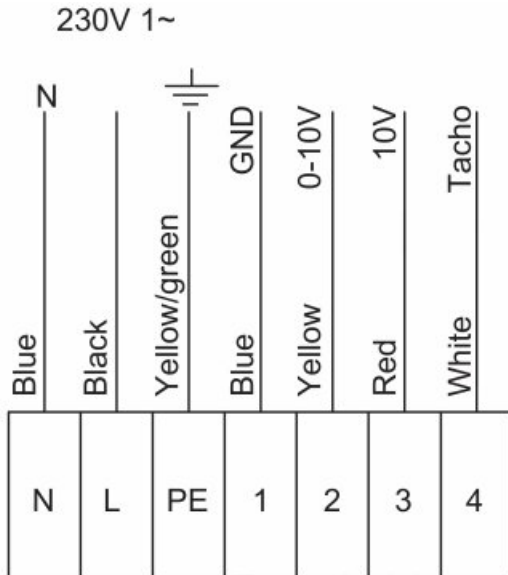 230V 1~
N
GND
0-10V
10V
Tacho
Blue
Black
Yellow/green
Blue
Yellow
Red
White
N
L
PE
1
2
3
4